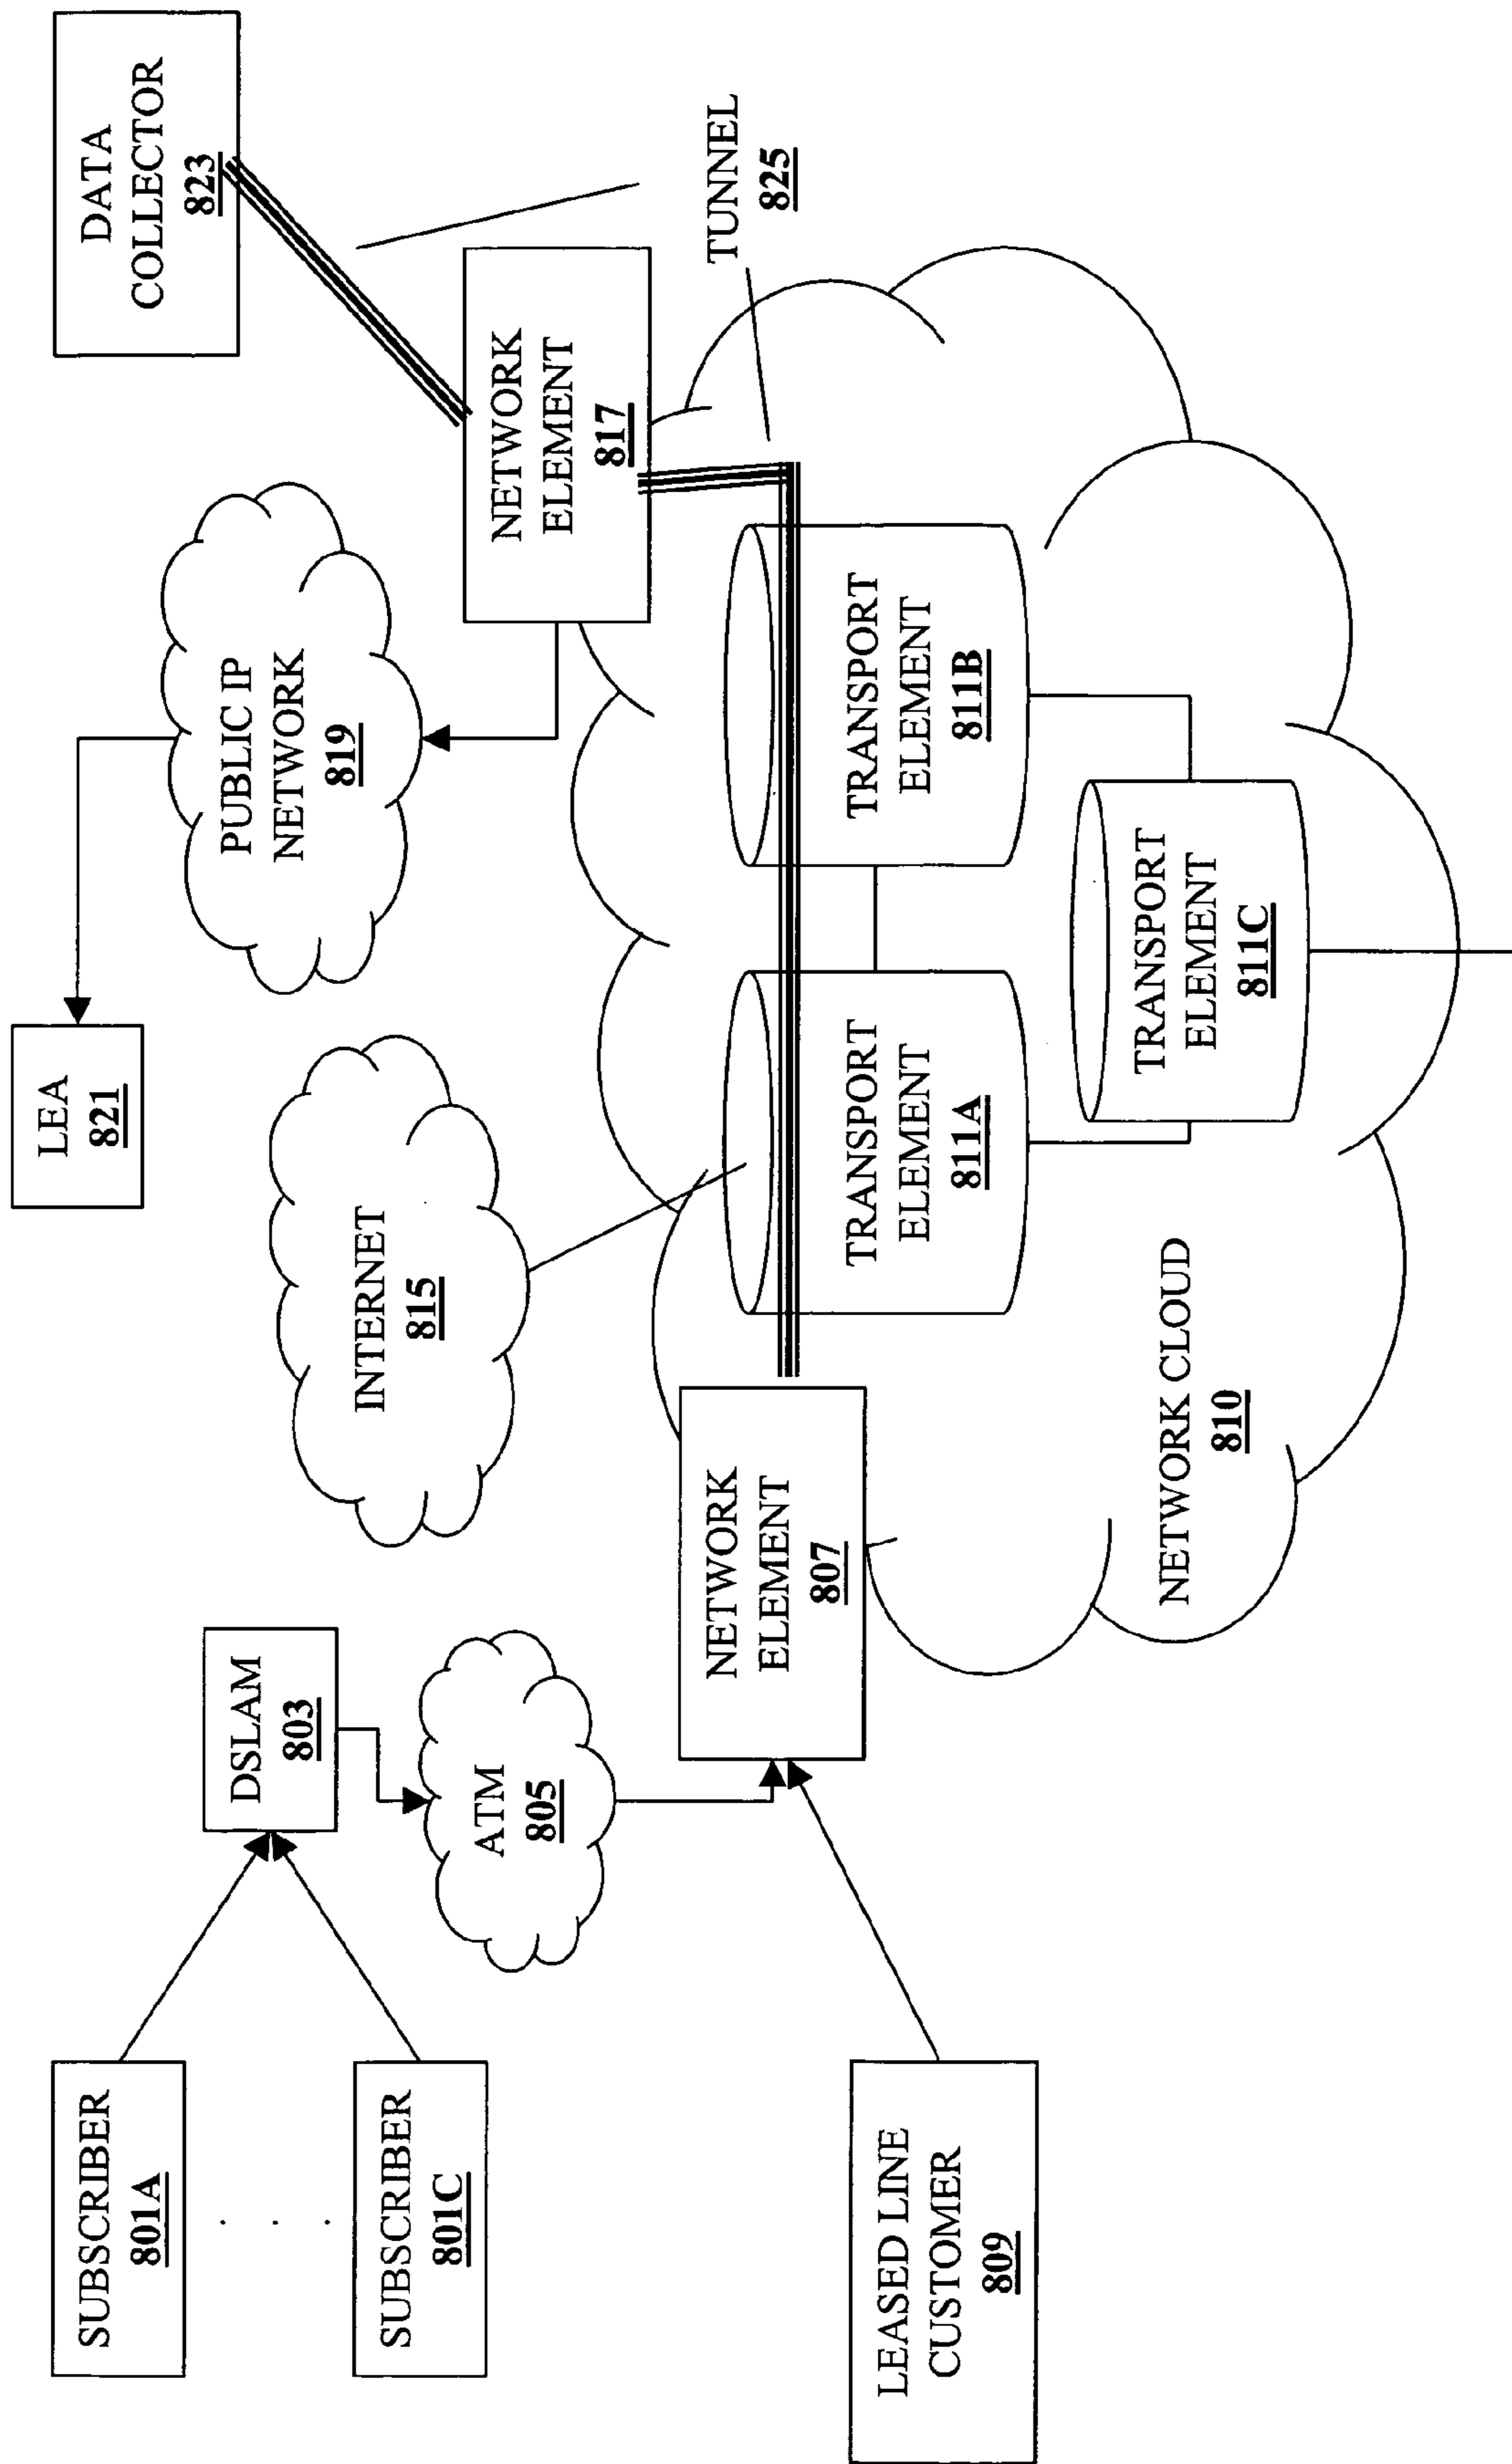 SUBSCRIBER
801A
. . .
SUBSCRIBER
801C
LEASED LINE
CUSTOMER
809
DSLAM
803
ATM
805
NETWORK
ELEMENT
807
INTERNET
815
LEA
821
PUBLIC IP
NETWORK
819
DATA
COLLECTOR
823
NETWORK
ELEMENT
817
TUNNEL
825
TRANSPORT
ELEMENT
811A
TRANSPORT
ELEMENT
811B
TRANSPORT
ELEMENT
811C
NETWORK CLOUD
810